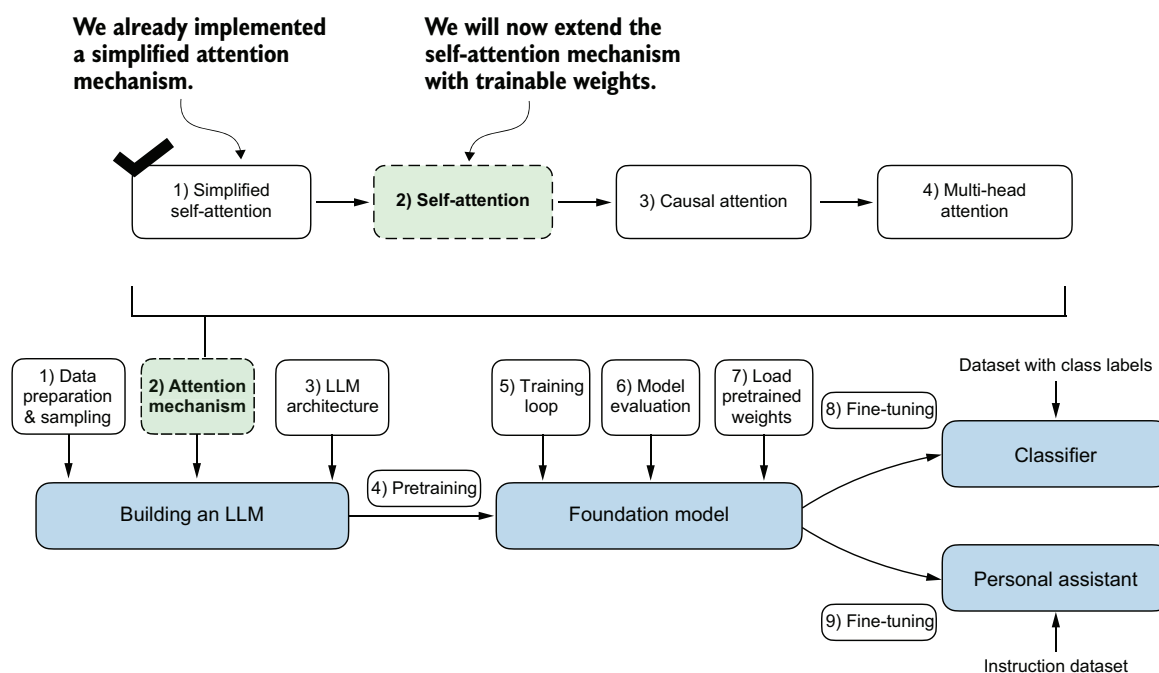 We already implemented
a simplified attention
mechanism.
We will now extend the
self-attention mechanism
with trainable weights.
1) Simplified
self-attention
2) Self-attention
3) Causal attention
4) Multi-head
attention
1) Data
preparation
& sampling
2) Attention
mechanism
3) LLM
architecture
4) Pretraining
Building an LLM
5) Training
loop
6) Model
evaluation
7) Load
pretrained
weights
Foundation model
8) Fine-tuning
Dataset with class labels
Classifier
Personal assistant
9) Fine-tuning
Instruction dataset